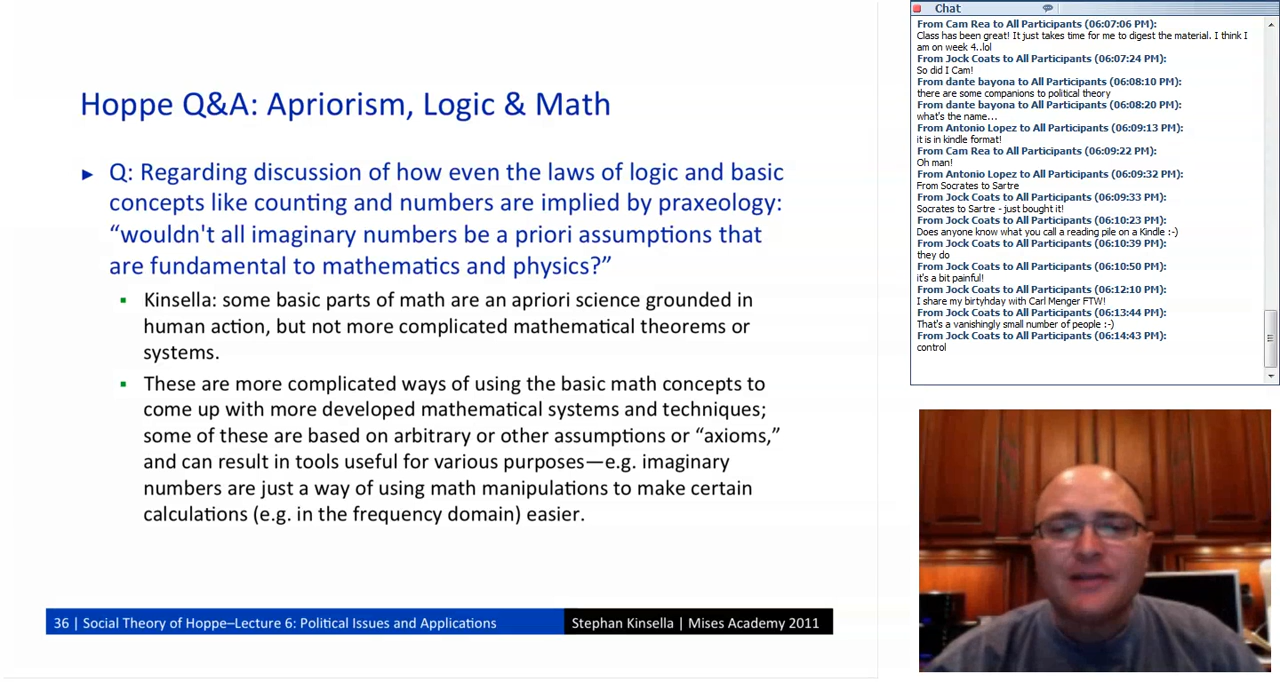 Hoppe Q&A: Apriorism, Logic & Math
► Q: Regarding discussion of how even the laws of logic and basic
concepts like counting and numbers are implied by praxeology:
“wouldn't all imaginary numbers be a priori assumptions that
are fundamental to mathematics and physics?”
▪ Kinsella: some basic parts of math are an apriori science grounded in
human action, but not more complicated mathematical theorems or
systems.
▪ These are more complicated ways of using the basic math concepts to
come up with more developed mathematical systems and techniques;
some of these are based on arbitrary or other assumptions or “axioms,”
and can result in tools useful for various purposes—e.g. imaginary
numbers are just a way of using math manipulations to make certain
calculations (e.g. in the frequency domain) easier.
36 | Social Theory of Hoppe–Lecture 6: Political Issues and Applications
Stephan Kinsella | Mises Academy 2011
Chat
From Cam Rea to All Participants (06:07:06 PM):
Class has been great! It just takes time for me to digest the material. I think I
am on week 4..lol
From Jock Coats to All Participants (06:07:24 PM):
So did I Cam!
From dante bayona to All Participants (06:08:10 PM):
there are some companions to political theory
From dante bayona to All Participants (06:08:20 PM):
what's the name...
From Antonio Lopez to All Participants (06:09:13 PM):
it is in kindle format!
From Cam Rea to All Participants (06:09:22 PM):
Oh man!
From Antonio Lopez to All Participants (06:09:32 PM):
From Socrates to Sartre
From Jock Coats to All Participants (06:09:33 PM):
Socrates to Sartre - just bought it!
From Jock Coats to All Participants (06:10:23 PM):
Does anyone know what you call a reading pile on a Kindle :-)
From Jock Coats to All Participants (06:10:39 PM):
they do
From Jock Coats to All Participants (06:10:50 PM):
it's a bit painful!
From Jock Coats to All Participants (06:12:10 PM):
I share my birtyhday with Carl Menger FTW!
From Jock Coats to All Participants (06:13:44 PM):
That's a vanishingly small number of people :-)
From Jock Coats to All Participants (06:14:43 PM):
control